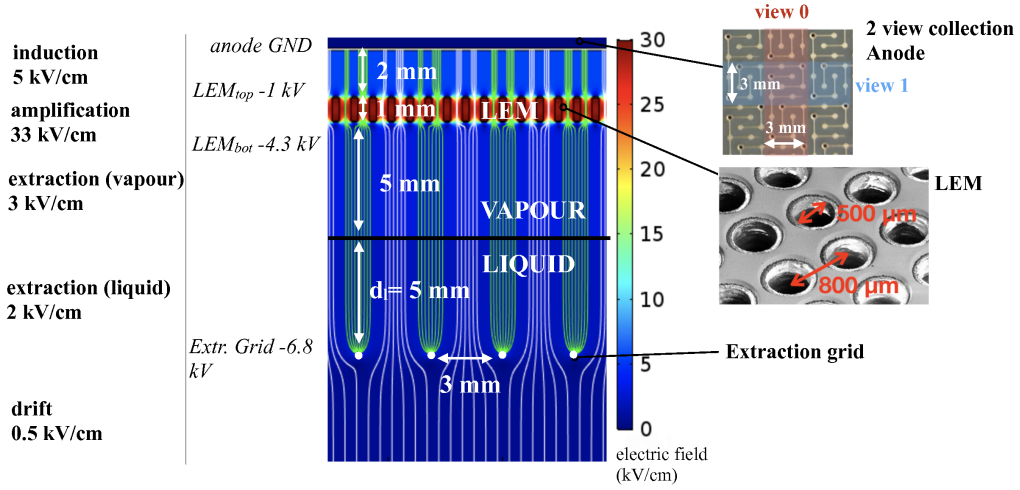 induction
5 kV/cm
amplification
33 kV/cm
extraction (vapour)
3 kV/cm
extraction (liquid)
2 kV/cm
drift
0.5 kV/cm
anode GND
LEMtop -1 kV
LEMbot -4.3 kV
Extr. Grid -6.8
kV
2 mm
1 mm
LEM
5 mm
VAPOUR
LIQUID
dl= 5 mm
3 mm
30
25
20
15
10
5
0
electric field
(kV/cm)
view 0
2 view collection
Anode
3 mm
view 1
3 mm
LEM
500 µm
800 µm
Extraction grid